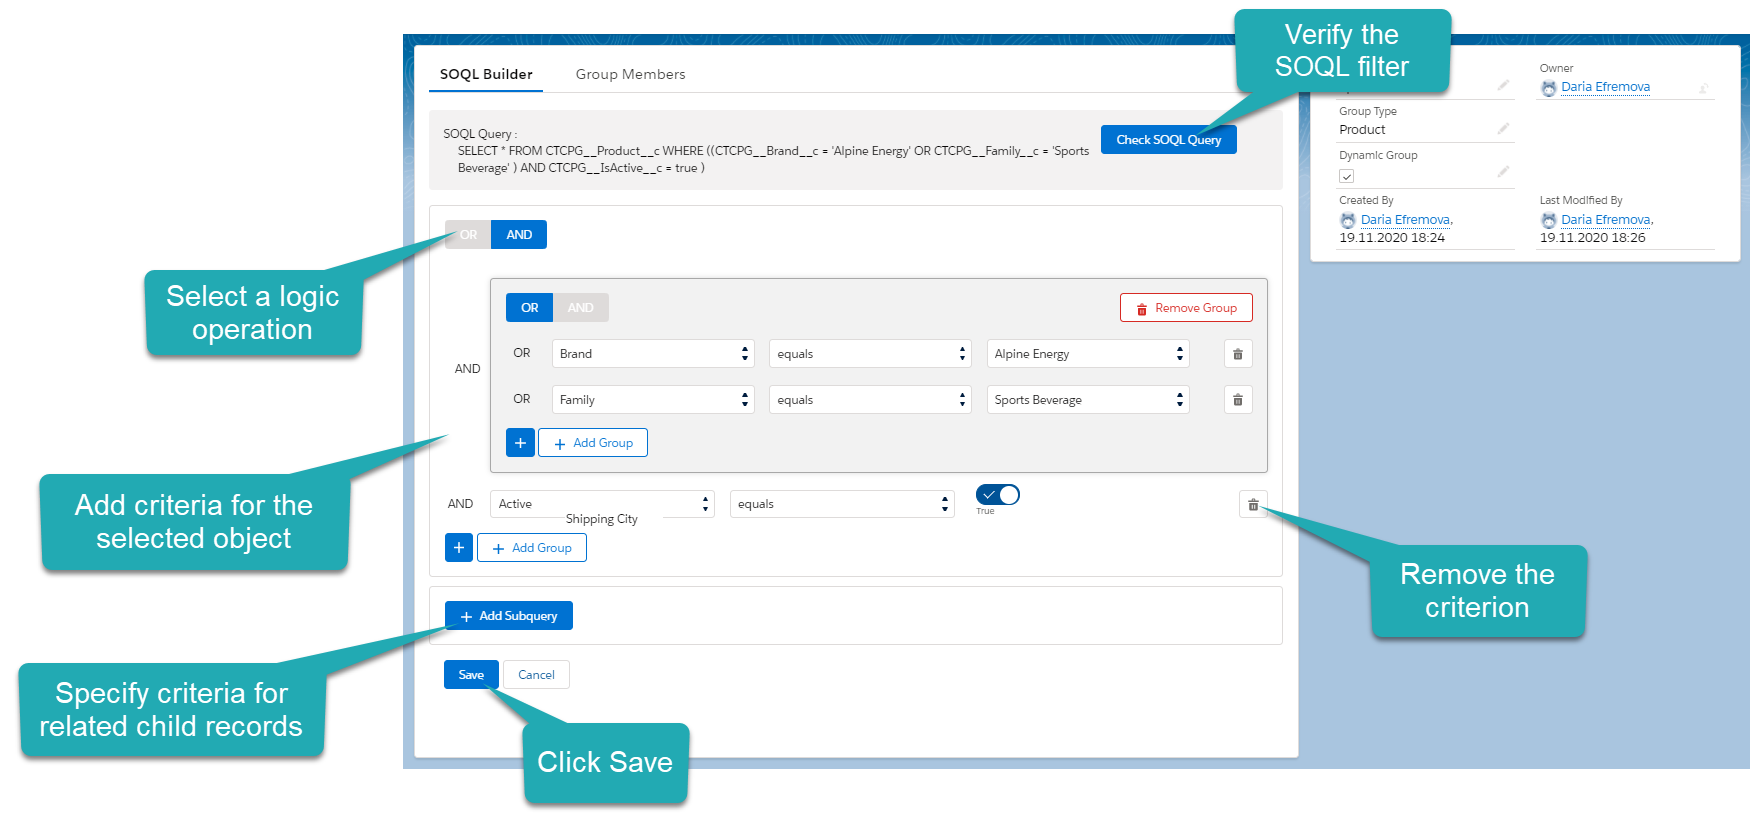 Verify the
SOQL filter
SOQL Builder
Group Members
SOQL Query :
SELECT * FROM CTCPG__Product__c WHERE ((CTCPG__Brand__c = 'Alpine Energy' OR CTCPG__Family__c = 'Sports
Beverage' ) AND CTCPG__IsActive__c = true )
Check SOQL Query
OR AND
Select a logic
operation
OR AND
Remove Group
AND
OR Brand equals Alpine Energy
OR Family equals Sports Beverage
+ + Add Group
Add criteria for the
selected object
AND Active equals True
Shipping City
+ + Add Group
Remove the
criterion
+ Add Subquery
Specify criteria for
related child records
Save Cancel
Click Save
Owner
Daria Efremova
Group Type
Product
Dynamic Group
Created By
Daria Efremova,
19.11.2020 18:24
Last Modified By
Daria Efremova,
19.11.2020 18:26